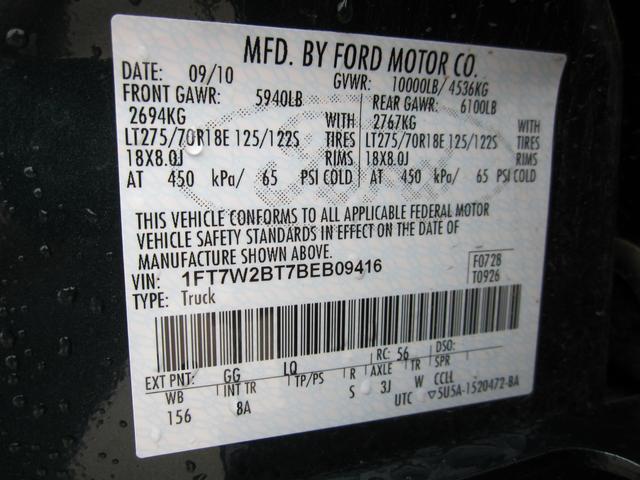 MFD. BY FORD MOTOR CO.
DATE: 09/10 GVWR: 10000LB/4536KG
FRONT GAWR: 5940LB REAR GAWR: 6100LB
2694KG WITH 2767KG WITH
LT275/70R18E 125/122S TIRES LT275/70R18E 125/122S TIRES
18X8.0J RIMS 18X8.0J RIMS
AT 450 kPa/ 65 PSI COLD AT 450 kPa/ 65 PSI COLD
THIS VEHICLE CONFORMS TO ALL APPLICABLE FEDERAL MOTOR
VEHICLE SAFETY STANDARDS IN EFFECT ON THE DATE OF
MANUFACTURE SHOWN ABOVE.
VIN: 1FT7W2BT7BEB09416 F0728
TYPE: Truck T0926
EXT PNT: GG LQ RC: 56 DSO:
WB INT TR TP/PS R AXLE TR SPR
156 8A S 3J W CCLL
UTC ▽5U5A-1520472-BA